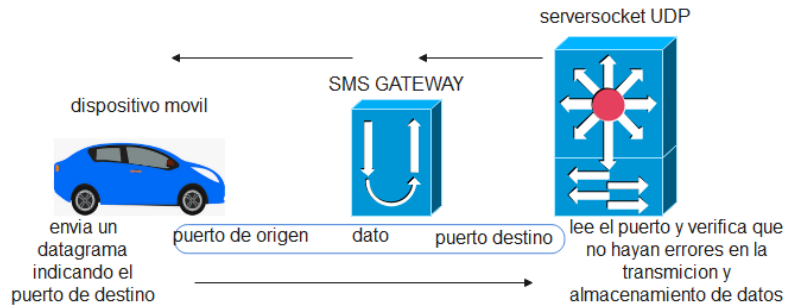 serversocket UDP
SMS GATEWAY
dispositivo movil
envia un
datagrama
indicando el
puerto de destino
puerto de origen dato puerto destino
lee el puerto y verifica que
no hayan errores en la
transmicion y
almacenamiento de datos